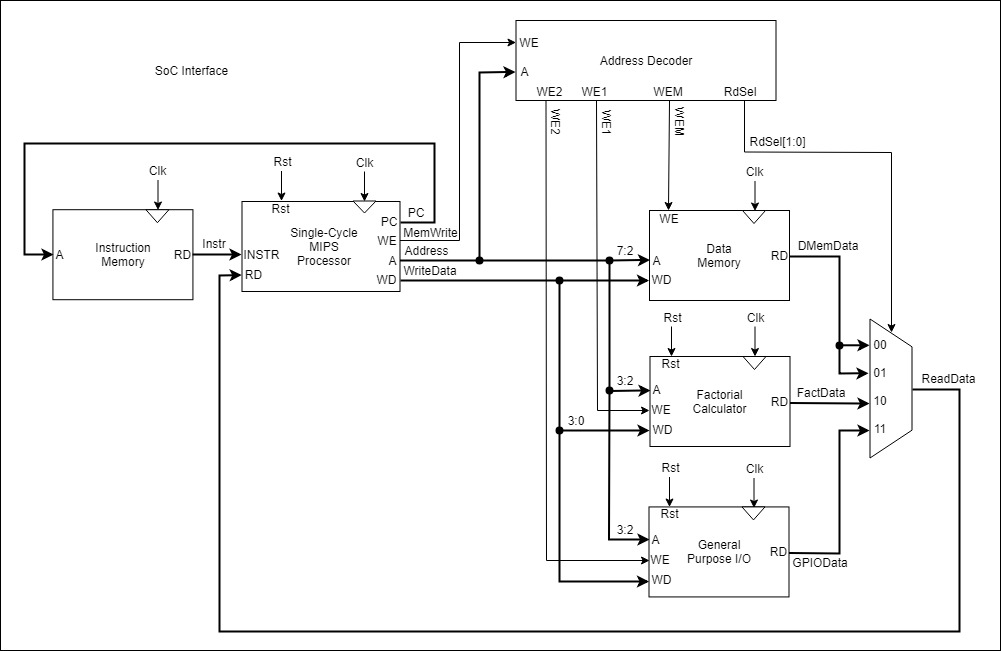 SoC Interface
WE
A
Address Decoder
WE2
WE1
WEM
RdSel
WE2
WE1
WEM
RdSel[1:0]
Clk
Rst
Clk
A
Instruction
Memory
RD
Instr
Rst
INSTR
RD
Single-Cycle
MIPS
Processor
PC
WE
A
WD
PC
MemWrite
Address
WriteData
Clk
WE
7:2
A
WD
Data
Memory
RD
DMemData
Rst
Clk
Rst
3:2
A
WE
3:0
WD
Factorial
Calculator
RD
FactData
00
01
10
11
ReadData
Rst
Clk
Rst
3:2
A
WE
WD
General
Purpose I/O
RD
GPIOData